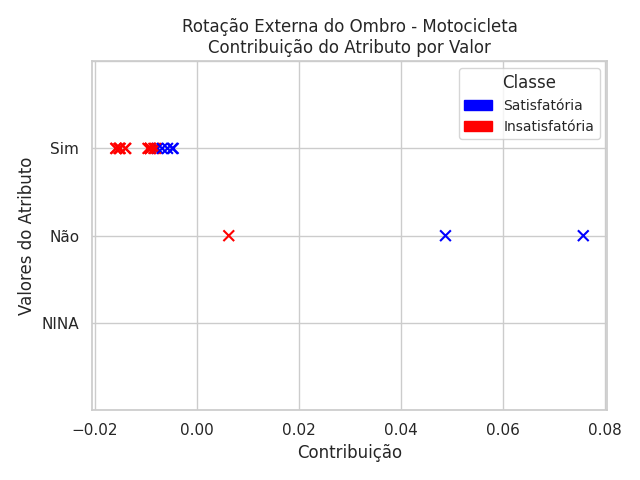 Rotação Externa do Ombro - Motocicleta
Contribuição do Atributo por Valor
Classe
Satisfatória
Insatisfatória
Valores do Atributo
Sim
Não
NINA
−0.02 0.00 0.02 0.04 0.06 0.08
Contribuição